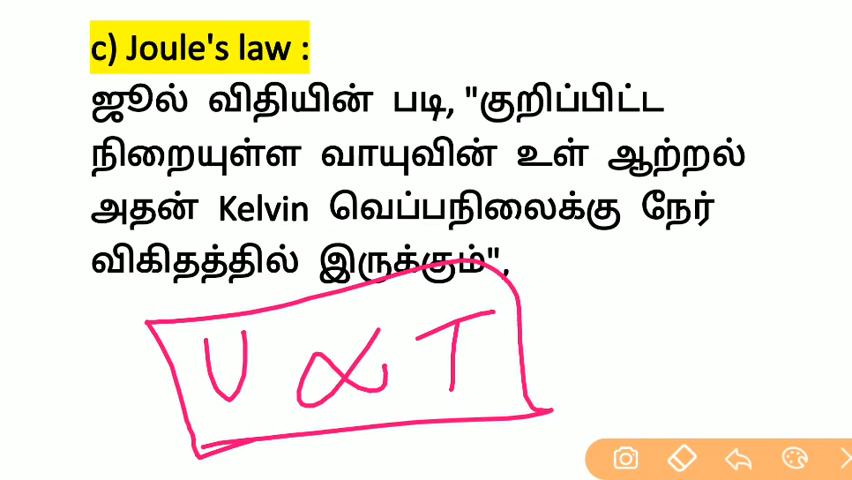 c) Joule's law :
ஜூல் விதியின் படி, "குறிப்பிட்ட
நிறையுள்ள வாயுவின் உள் ஆற்றல்
அதன் Kelvin வெப்பநிலைக்கு நேர்
விகிதத்தில் இருக்கும்",
U ∝ T